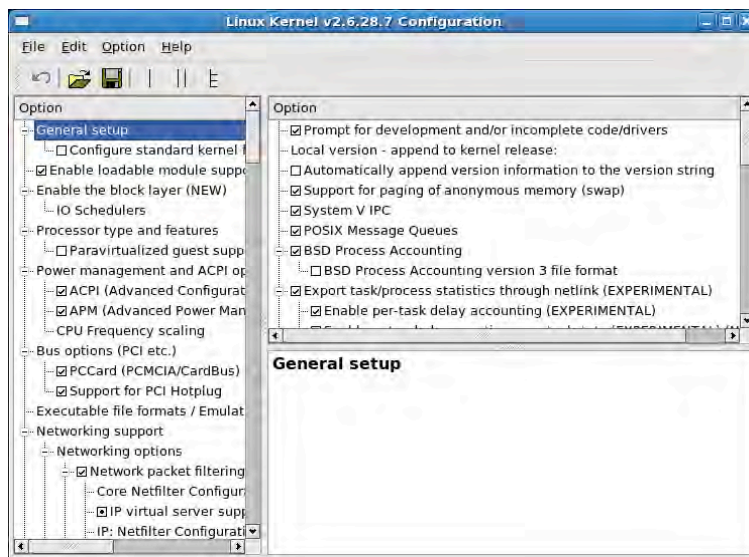 Linux Kernel v2.6.28.7 Configuration
File Edit Option Help
Option
General setup
Configure standard kernel
Enable loadable module suppo
Enable the block layer (NEW)
IO Schedulers
Processor type and features
Paravirtualized guest supp
Power management and ACPI op
ACPI (Advanced Configurat
APM (Advanced Power Man
CPU Frequency scaling
Bus options (PCI etc.)
PCCard (PCMCIA/CardBus)
Support for PCI Hotplug
Executable file formats / Emulat
Networking support
Networking options
Network packet filtering
Core Netfilter Configur
IP virtual server supp
IP: Netfilter Configurati
Option
Prompt for development and/or incomplete code/drivers
Local version - append to kernel release:
Automatically append version information to the version string
Support for paging of anonymous memory (swap)
System V IPC
POSIX Message Queues
BSD Process Accounting
BSD Process Accounting version 3 file format
Export task/process statistics through netlink (EXPERIMENTAL)
Enable per-task delay accounting (EXPERIMENTAL)
General setup